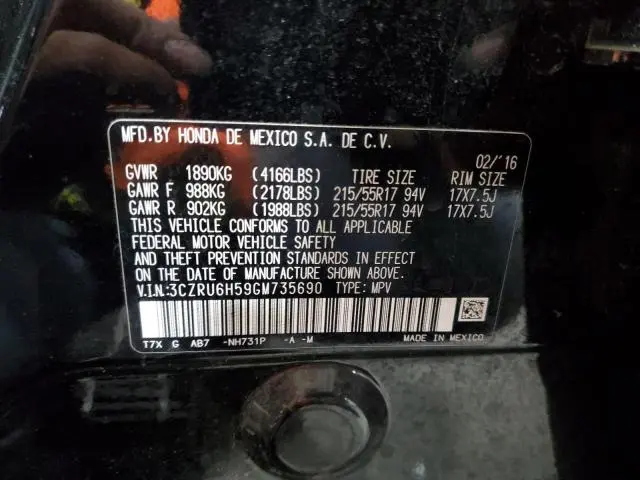 MFD.BY HONDA DE MEXICO S.A. DE C.V.
02/'16
GVWR 1890KG (4166LBS) TIRE SIZE RIM SIZE
GAWR F 988KG (2178LBS) 215/55R17 94V 17X7.5J
GAWR R 902KG (1988LBS) 215/55R17 94V 17X7.5J
THIS VEHICLE CONFORMS TO ALL APPLICABLE
FEDERAL MOTOR VEHICLE SAFETY
AND THEFT PREVENTION STANDARDS IN EFFECT
ON THE DATE OF MANUFACTURE SHOWN ABOVE.
V.I.N:3CZRU6H59GM735690 TYPE: MPV
T7X G AB7 -NH731P -A -M MADE IN MEXICO